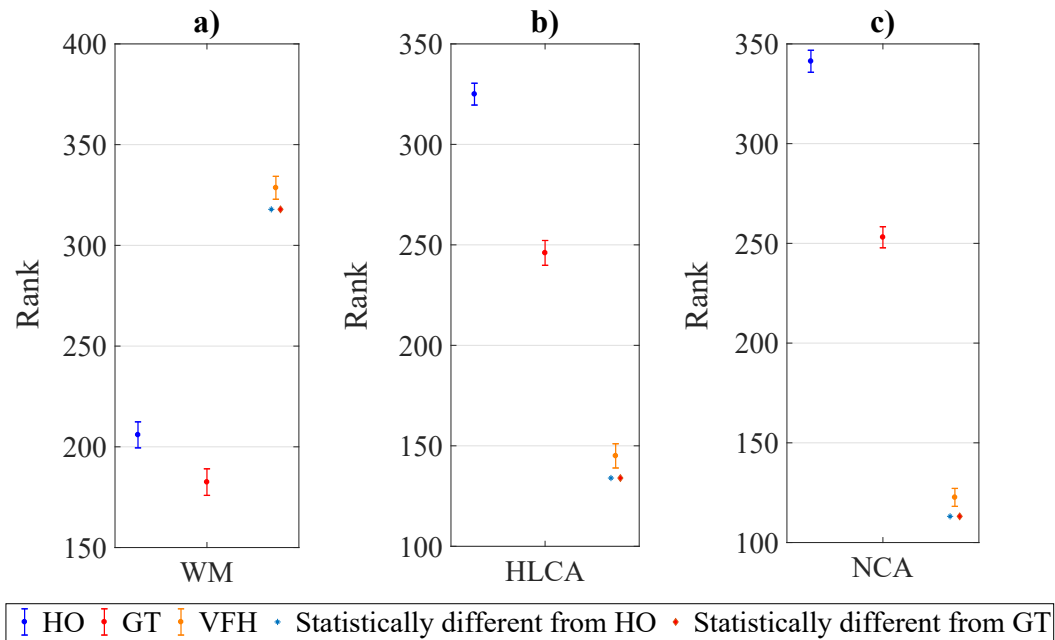 a)
400
350
300
250
200
150
Rank
WM
b)
350
300
250
200
150
100
Rank
HLCA
c)
350
300
250
200
150
100
Rank
NCA
HO GT VFH Statistically different from HO Statistically different from GT